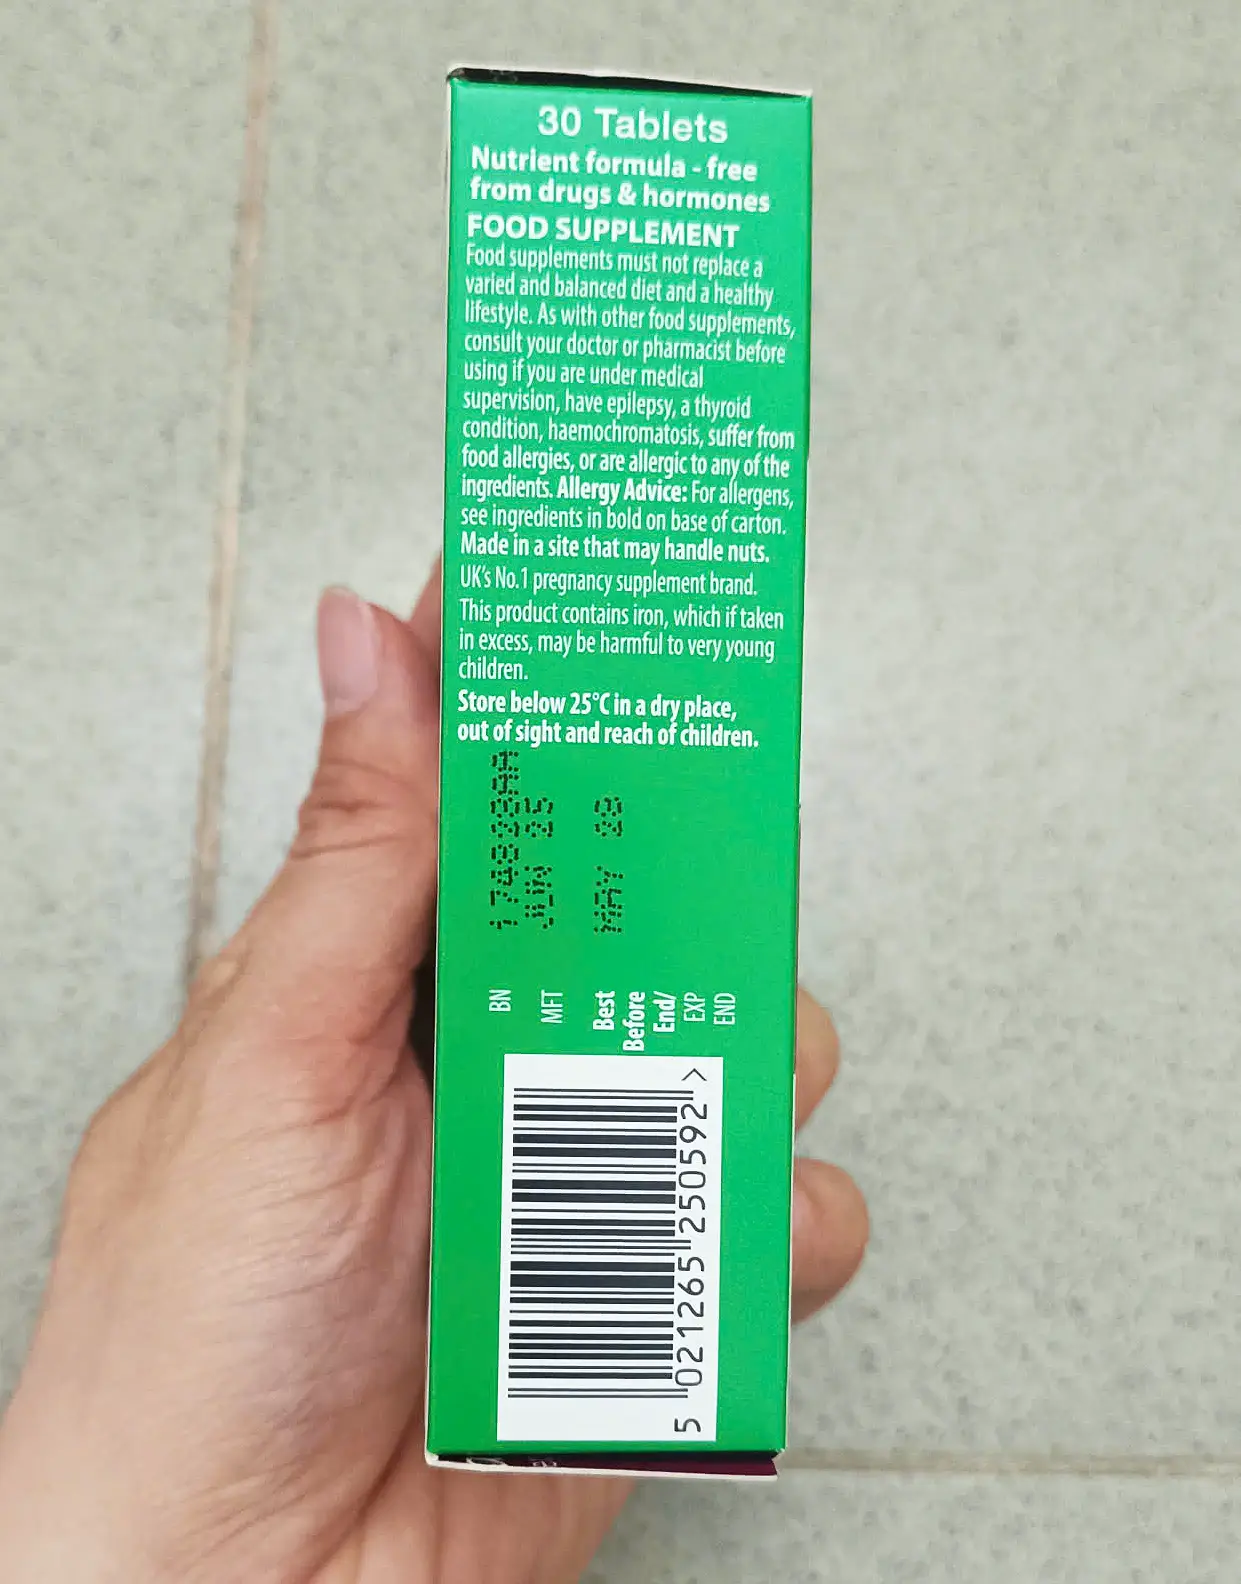 30 Tablets
Nutrient formula - free
from drugs & hormones
FOOD SUPPLEMENT
Food supplements must not replace a
varied and balanced diet and a healthy
lifestyle. As with other food supplements,
consult your doctor or pharmacist before
using if you are under medical
supervision, have epilepsy, a thyroid
condition, haemochromatosis, suffer from
food allergies, or are allergic to any of the
ingredients. Allergy Advice: For allergens,
see ingredients in bold on base of carton.
Made in a site that may handle nuts.
UK's No.1 pregnancy supplement brand.
This product contains iron, which if taken
in excess, may be harmful to very young
children.
Store below 25°C in a dry place,
out of sight and reach of children.
BN
MFT JUN 25
Best MAY
Before
End/
EXP
END
5 021265 250592 >